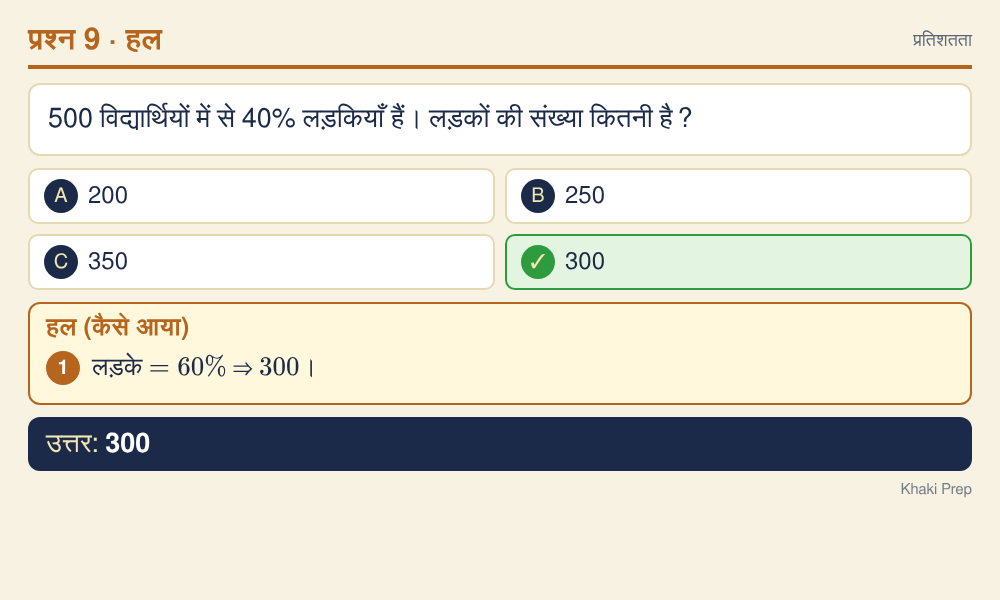 प्रश्न 9 · हल
प्रतिशतता
500 विद्यार्थियों में से 40% लड़कियाँ हैं। लड़कों की संख्या कितनी है ?
A 200
B 250
C 350
✓ 300
हल (कैसे आया)
1 लड़के = 60% ⇒ 300।
उत्तर: 300
Khaki Prep